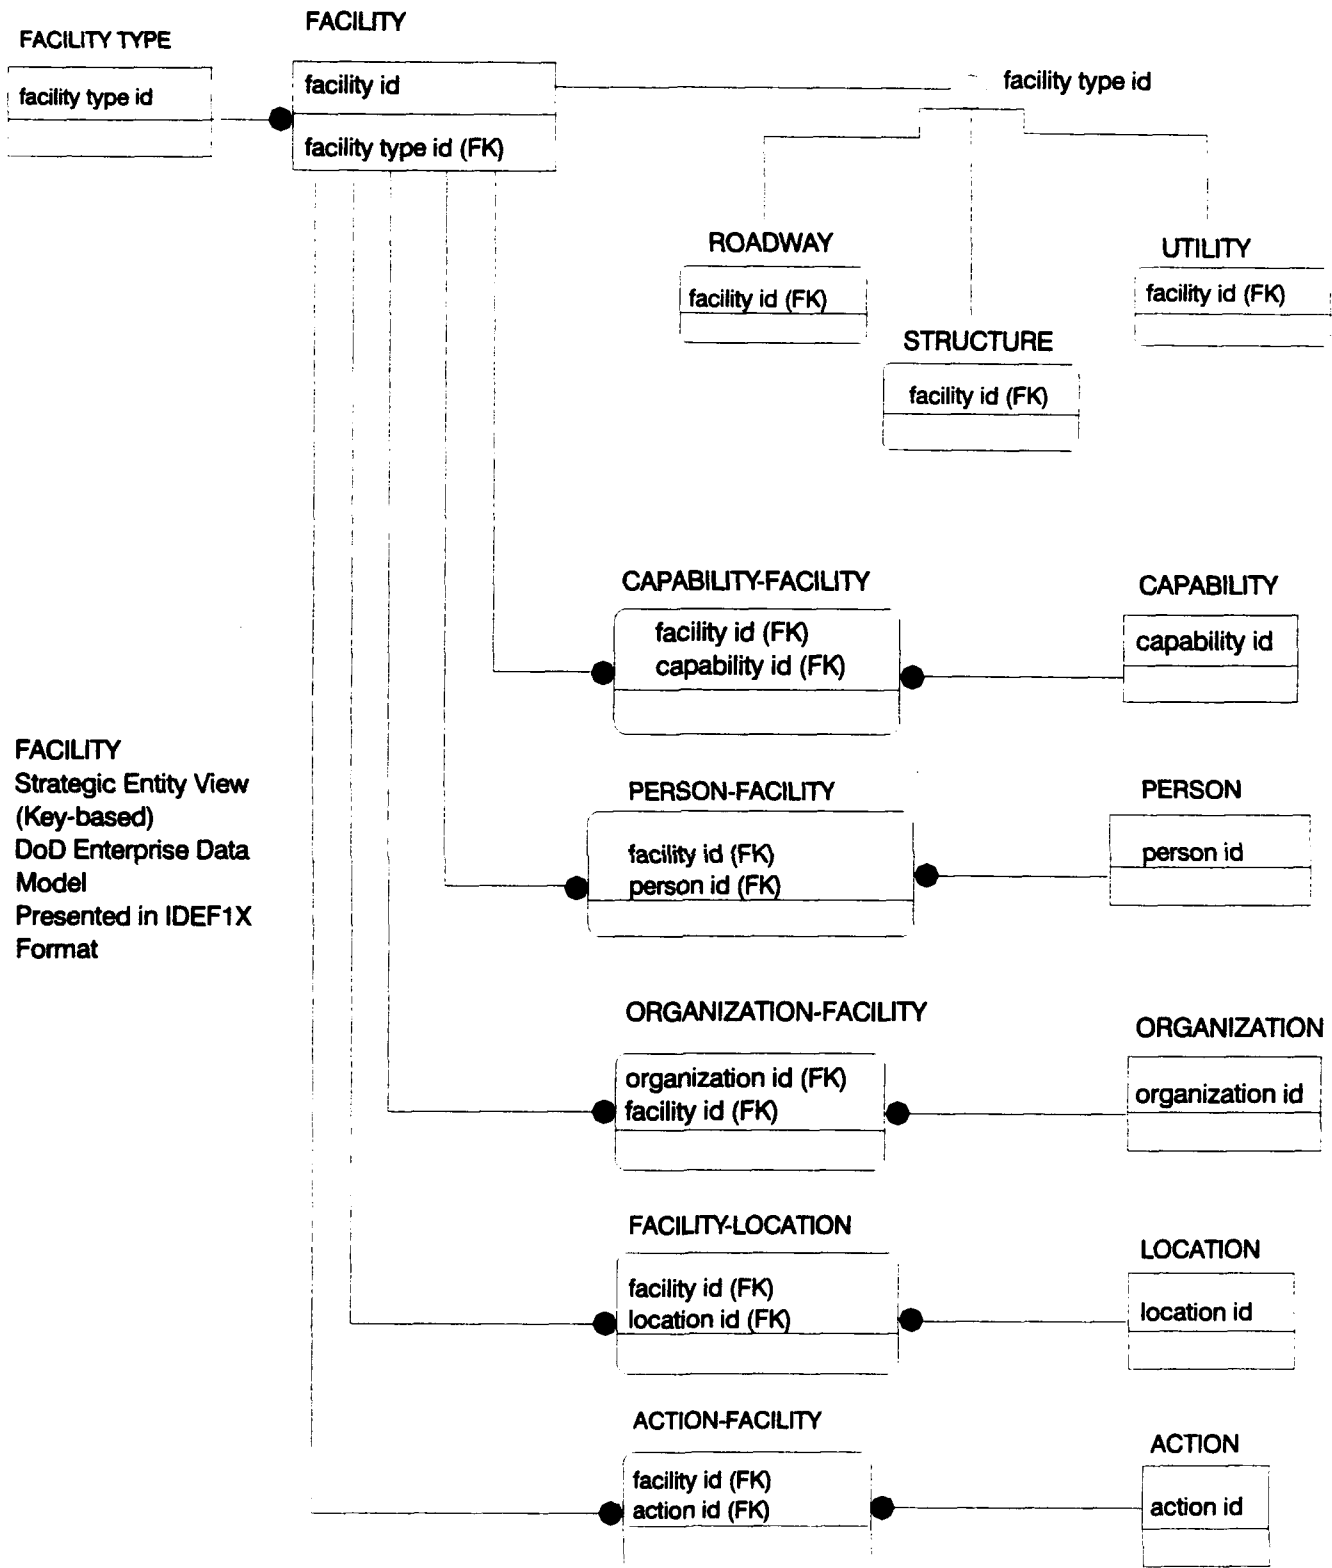 FACILITY TYPE
facility type id
FACILITY
facility id
facility type id (FK)
facility type id
ROADWAY
facility id (FK)
STRUCTURE
facility id (FK)
UTILITY
facility id (FK)
CAPABILITY-FACILITY
facility id (FK)
capability id (FK)
CAPABILITY
capability id
FACILITY
Strategic Entity View
(Key-based)
DoD Enterprise Data
Model
Presented in IDEF1X
Format
PERSON-FACILITY
facility id (FK)
person id (FK)
PERSON
person id
ORGANIZATION-FACILITY
organization id (FK)
facility id (FK)
ORGANIZATION
organization id
FACILITY-LOCATION
facility id (FK)
location id (FK)
LOCATION
location id
ACTION-FACILITY
facility id (FK)
action id (FK)
ACTION
action id